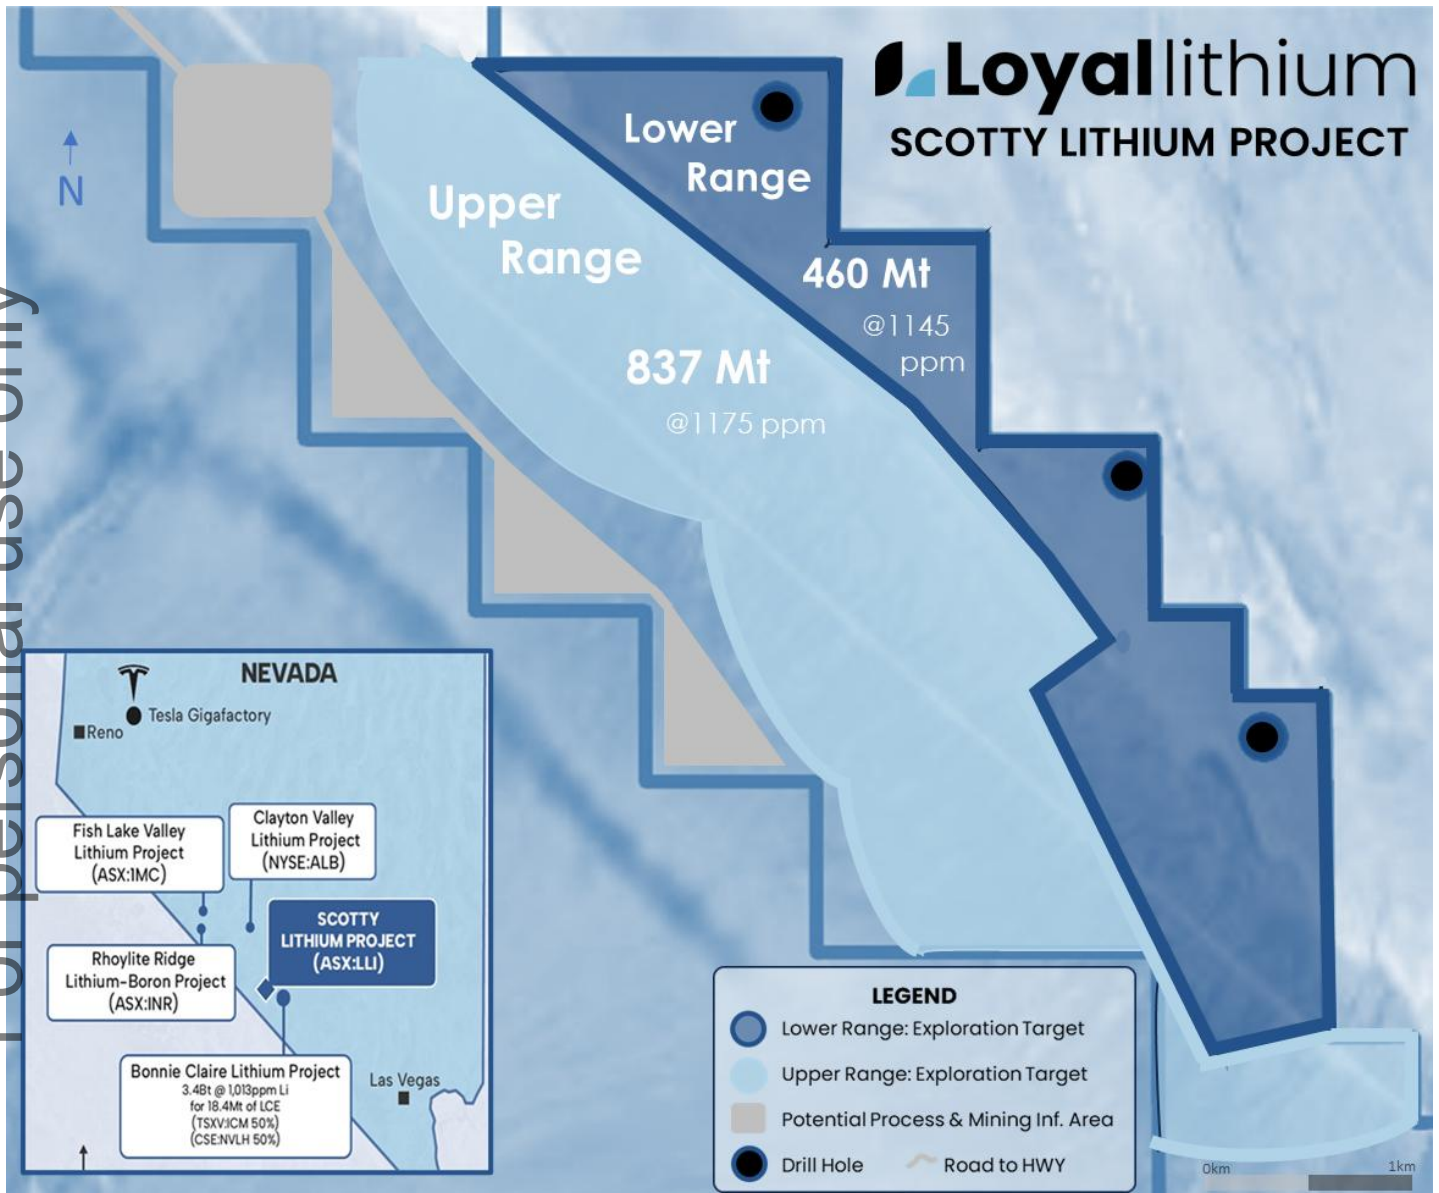 For personal use only
Loyal lithium
SCOTTY LITHIUM PROJECT
N
Lower
Range
Upper
Range
460 Mt
@1145
ppm
837 Mt
@1175 ppm
NEVADA
Tesla Gigafactory
Reno
Fish Lake Valley
Lithium Project
(ASX:1MC)
Clayton Valley
Lithium Project
(NYSE:ALB)
SCOTTY
LITHIUM PROJECT
(ASX:LLI)
Rhoylite Ridge
Lithium-Boron Project
(ASX:INR)
Bonnie Claire Lithium Project
3.4Bt @ 1,013ppm Li
for 18.4Mt of LCE
(TSXV:ICM 50%)
(CSE:NVLH 50%)
Las Vegas
LEGEND
Lower Range: Exploration Target
Upper Range: Exploration Target
Potential Process & Mining Inf. Area
Drill Hole
Road to HWY
0km
1km